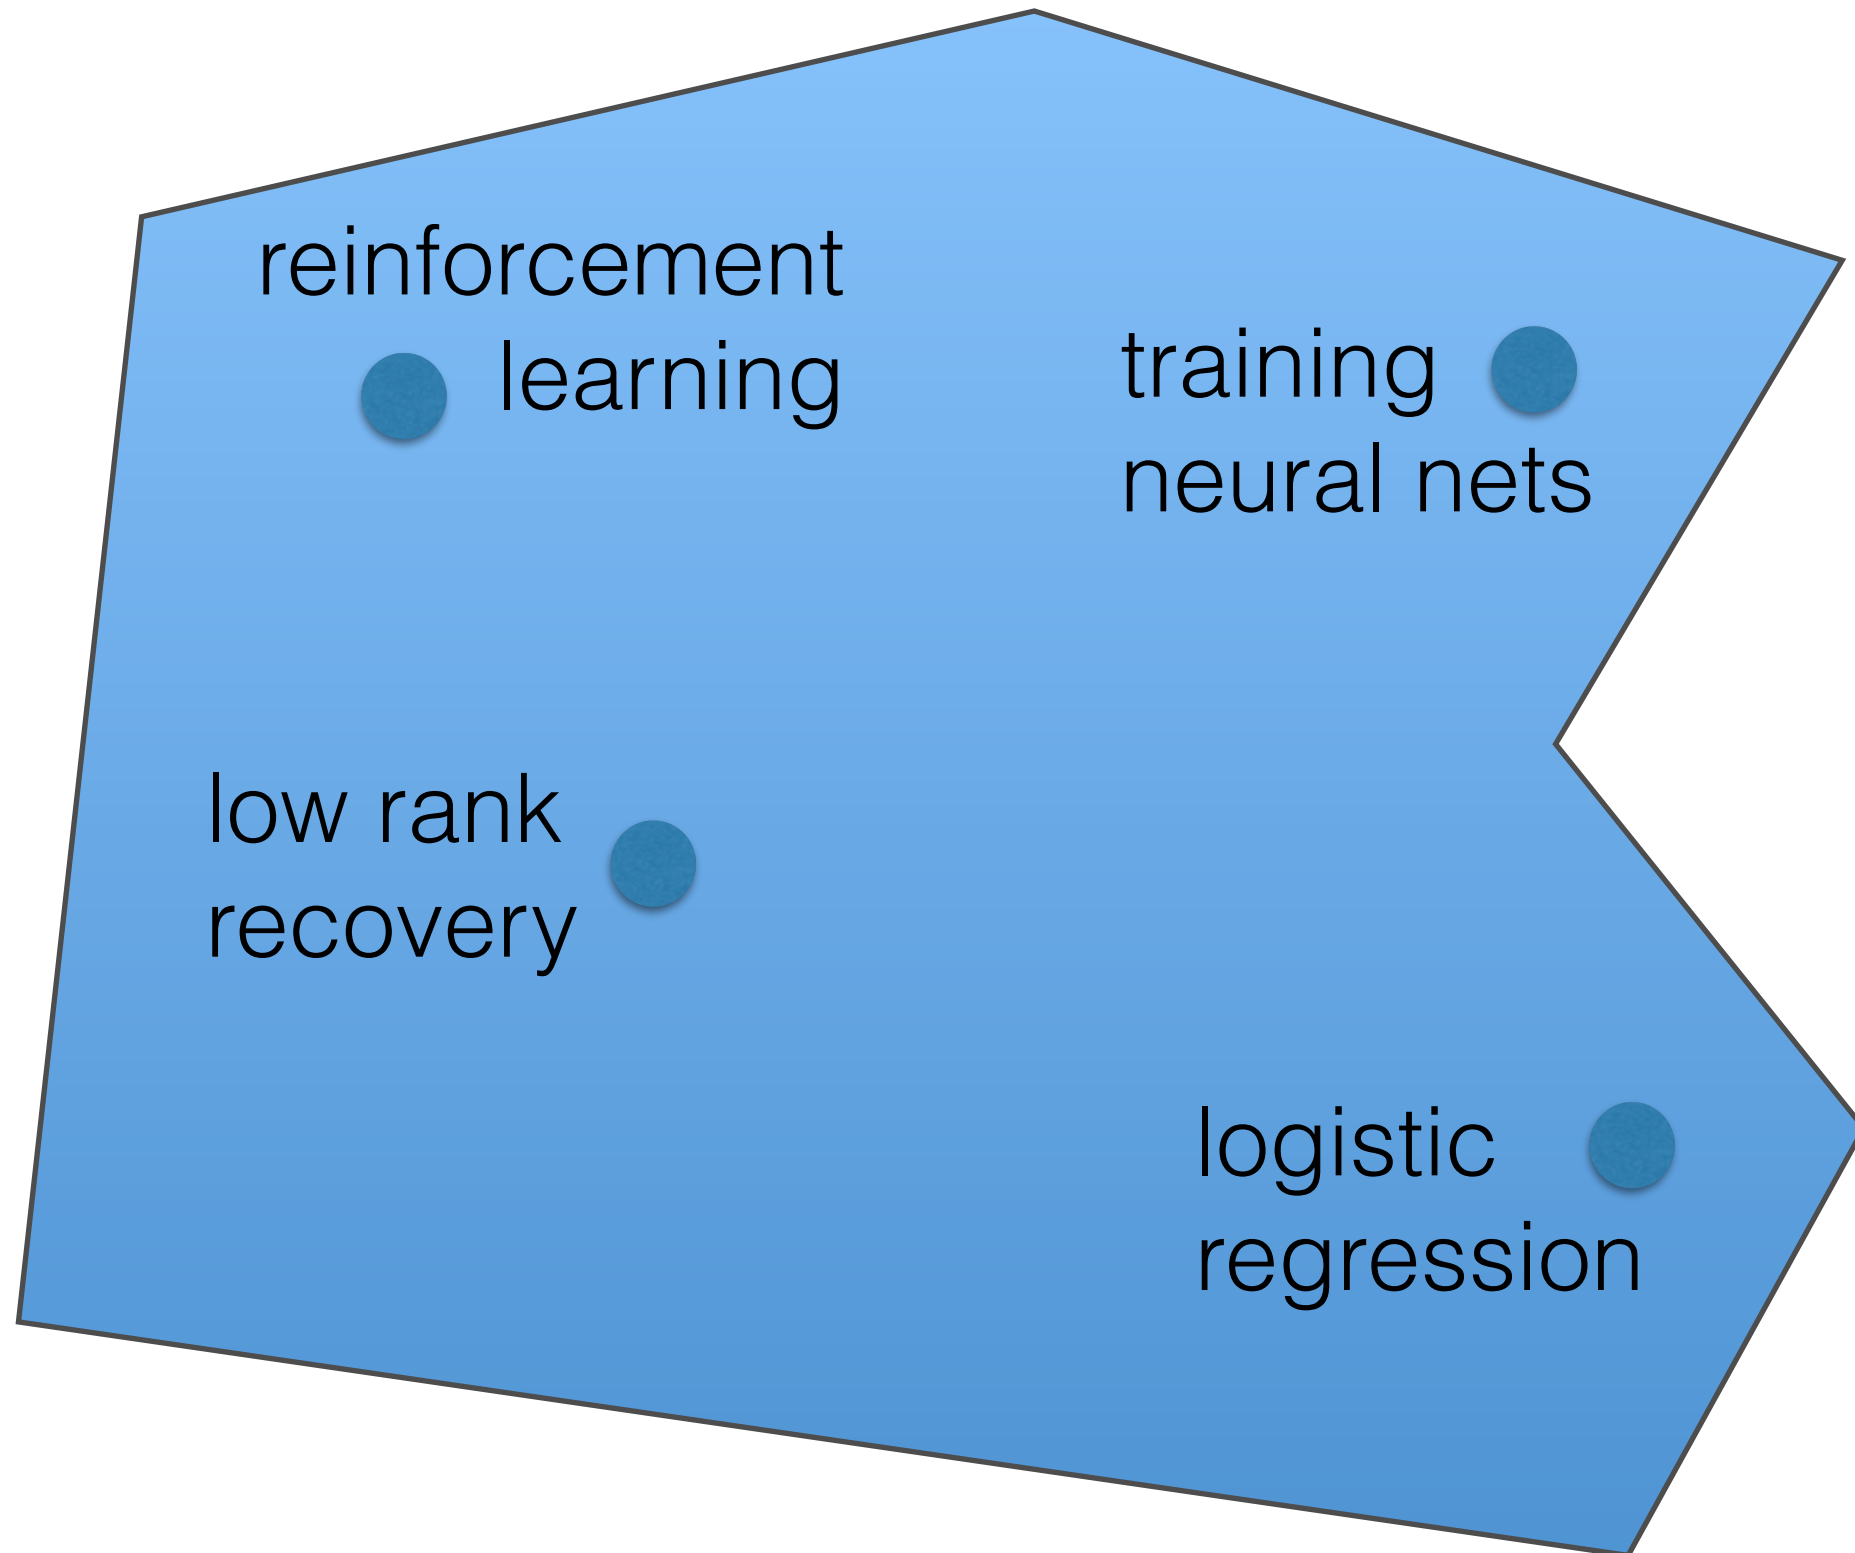 reinforcement
learning
training
neural nets
low rank
recovery
logistic
regression